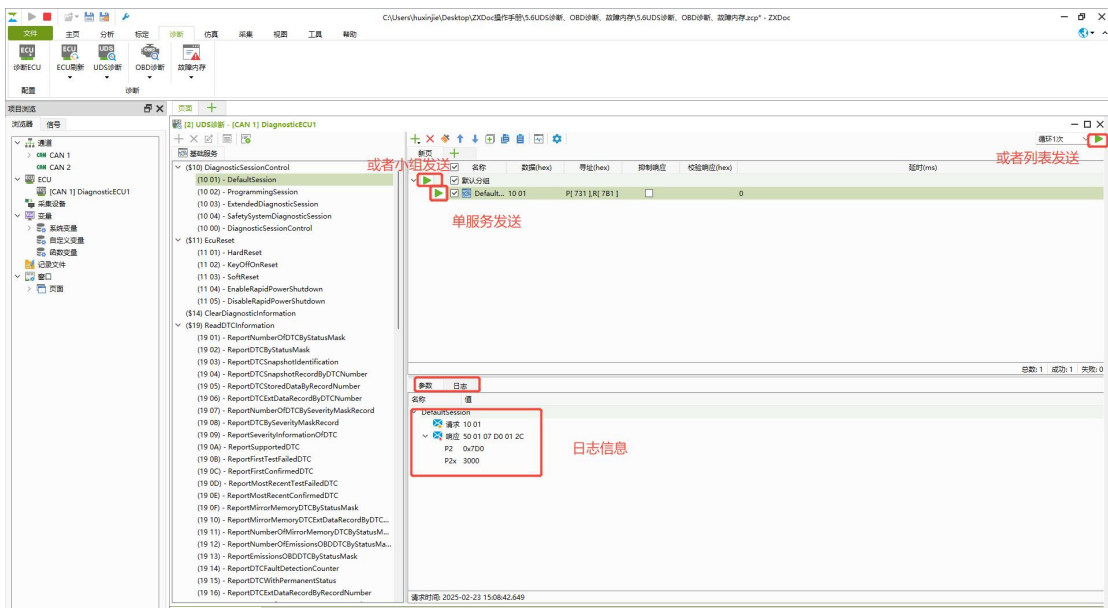 C:\Users\huxinjie\Desktop\ZXDoc操作手册\5.6UDS诊断、OBD诊断、故障内存\5.6UDS诊断、OBD诊断、故障内存.zcp* - ZXDoc
文件 主页 分析 标定 诊断 仿真 采集 视图 工具 帮助
诊断ECU ECU刷新 UDS诊断 OBD诊断 故障内存
配置 诊断
项目浏览
浏览器 信号
通道
CAN CAN 1
CAN CAN 2
ECU
[CAN 1] DiagnosticECU1
采集设备
变量
系统变量
自定义变量
函数变量
记录文件
窗口
页面
页面
[2] UDS诊断 - [CAN 1] DiagnosticECU1
基础服务
($10) DiagnosticSessionControl
(10 01) - DefaultSession
(10 02) - ProgrammingSession
(10 03) - ExtendedDiagnosticSession
(10 04) - SafetySystemDiagnosticSession
(10 00) - DiagnosticSessionControl
($11) EcuReset
(11 01) - HardReset
(11 02) - KeyOffOnReset
(11 03) - SoftReset
(11 04) - EnableRapidPowerShutdown
(11 05) - DisableRapidPowerShutdown
($14) ClearDiagnosticInformation
($19) ReadDTCInformation
(19 01) - ReportNumberOfDTCByStatusMask
(19 02) - ReportDTCByStatusMask
(19 03) - ReportDTCSnapshotIdentification
(19 04) - ReportDTCSnapshotRecordByDTCNumber
(19 05) - ReportDTCStoredDataByRecordNumber
(19 06) - ReportDTCExtDataRecordByDTCNumber
(19 07) - ReportNumberOfDTCBySeverityMaskRecord
(19 08) - ReportDTCBySeverityMaskRecord
(19 09) - ReportSeverityInformationOfDTC
(19 0A) - ReportSupportedDTC
(19 0B) - ReportFirstTestFailedDTC
(19 0C) - ReportFirstConfirmedDTC
(19 0D) - ReportMostRecentTestFailedDTC
(19 0E) - ReportMostRecentConfirmedDTC
(19 0F) - ReportMirrorMemoryDTCByStatusMask
(19 10) - ReportMirrorMemoryDTCExtDataRecordByDTC...
(19 11) - ReportNumberOfMirrorMemoryDTCByStatusM...
(19 12) - ReportNumberOfEmissionsOBDDTCByStatusMa...
(19 13) - ReportEmissionsOBDDTCByStatusMask
(19 14) - ReportDTCFaultDetectionCounter
(19 15) - ReportDTCWithPermanentStatus
(19 16) - ReportDTCExtDataRecordByRecordNumber
循环1次
新页
或者小组发送
或者列表发送
名称 数据(hex) 寻址(hex) 抑制响应 校验响应(hex) 延时(ms)
默认分组
Default... 10 01 P[ 731 ],R[ 7B1 ] 0
单服务发送
总数: 1 成功: 1 失败: 0
参数 日志
名称 值
DefaultSession
请求 10 01
响应 50 01 07 D0 01 2C
P2 0x7D0
P2x 3000
日志信息
请求时间: 2025-02-23 15:08:42.649